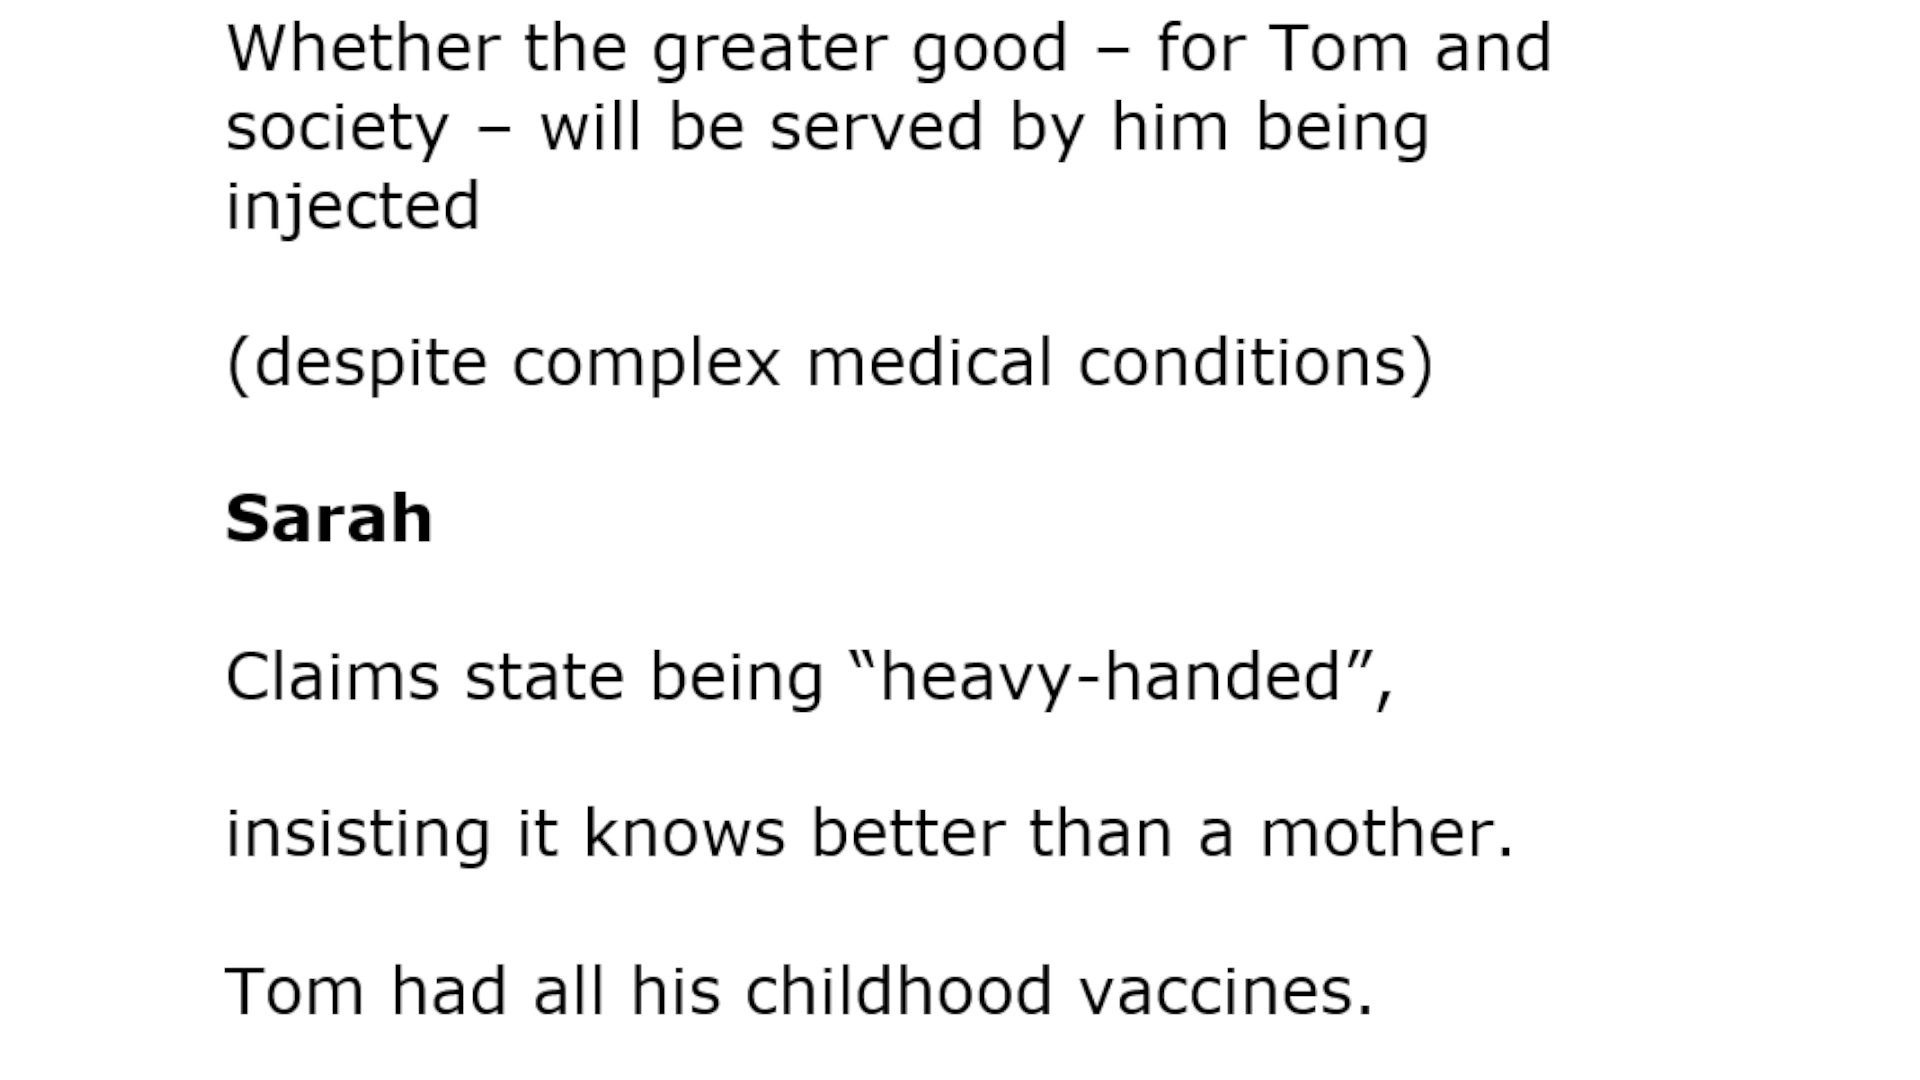 Whether the greater good – for Tom and
society – will be served by him being
injected
(despite complex medical conditions)
Sarah
Claims state being “heavy-handed”,
insisting it knows better than a mother.
Tom had all his childhood vaccines.